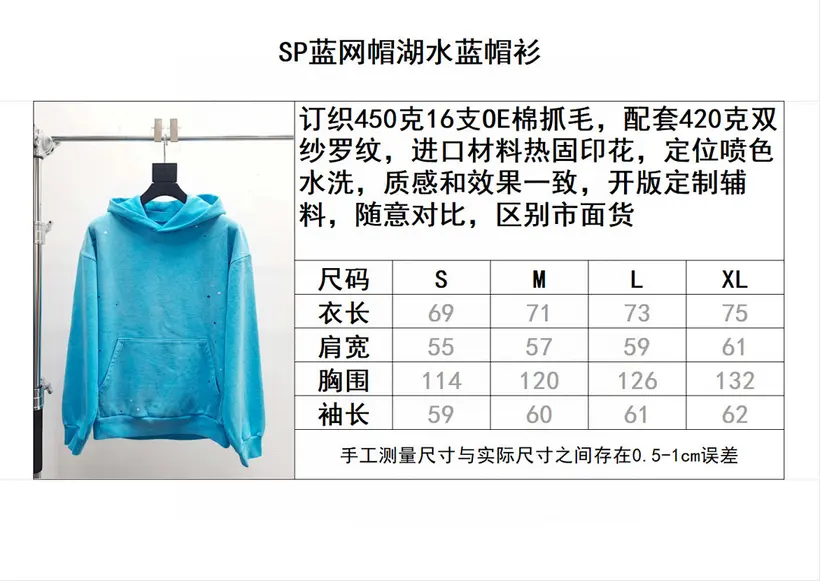 SP蓝网帽湖水蓝帽衫
订织450克16支OE棉抓毛，配套420克双
纱罗纹，进口材料热固印花，定位喷色
水洗，质感和效果一致，开版定制辅
料，随意对比，区别市面货
尺码 S M L XL
衣长 69 71 73 75
肩宽 55 57 59 61
胸围 114 120 126 132
袖长 59 60 61 62
手工测量尺寸与实际尺寸之间存在0.5-1cm误差